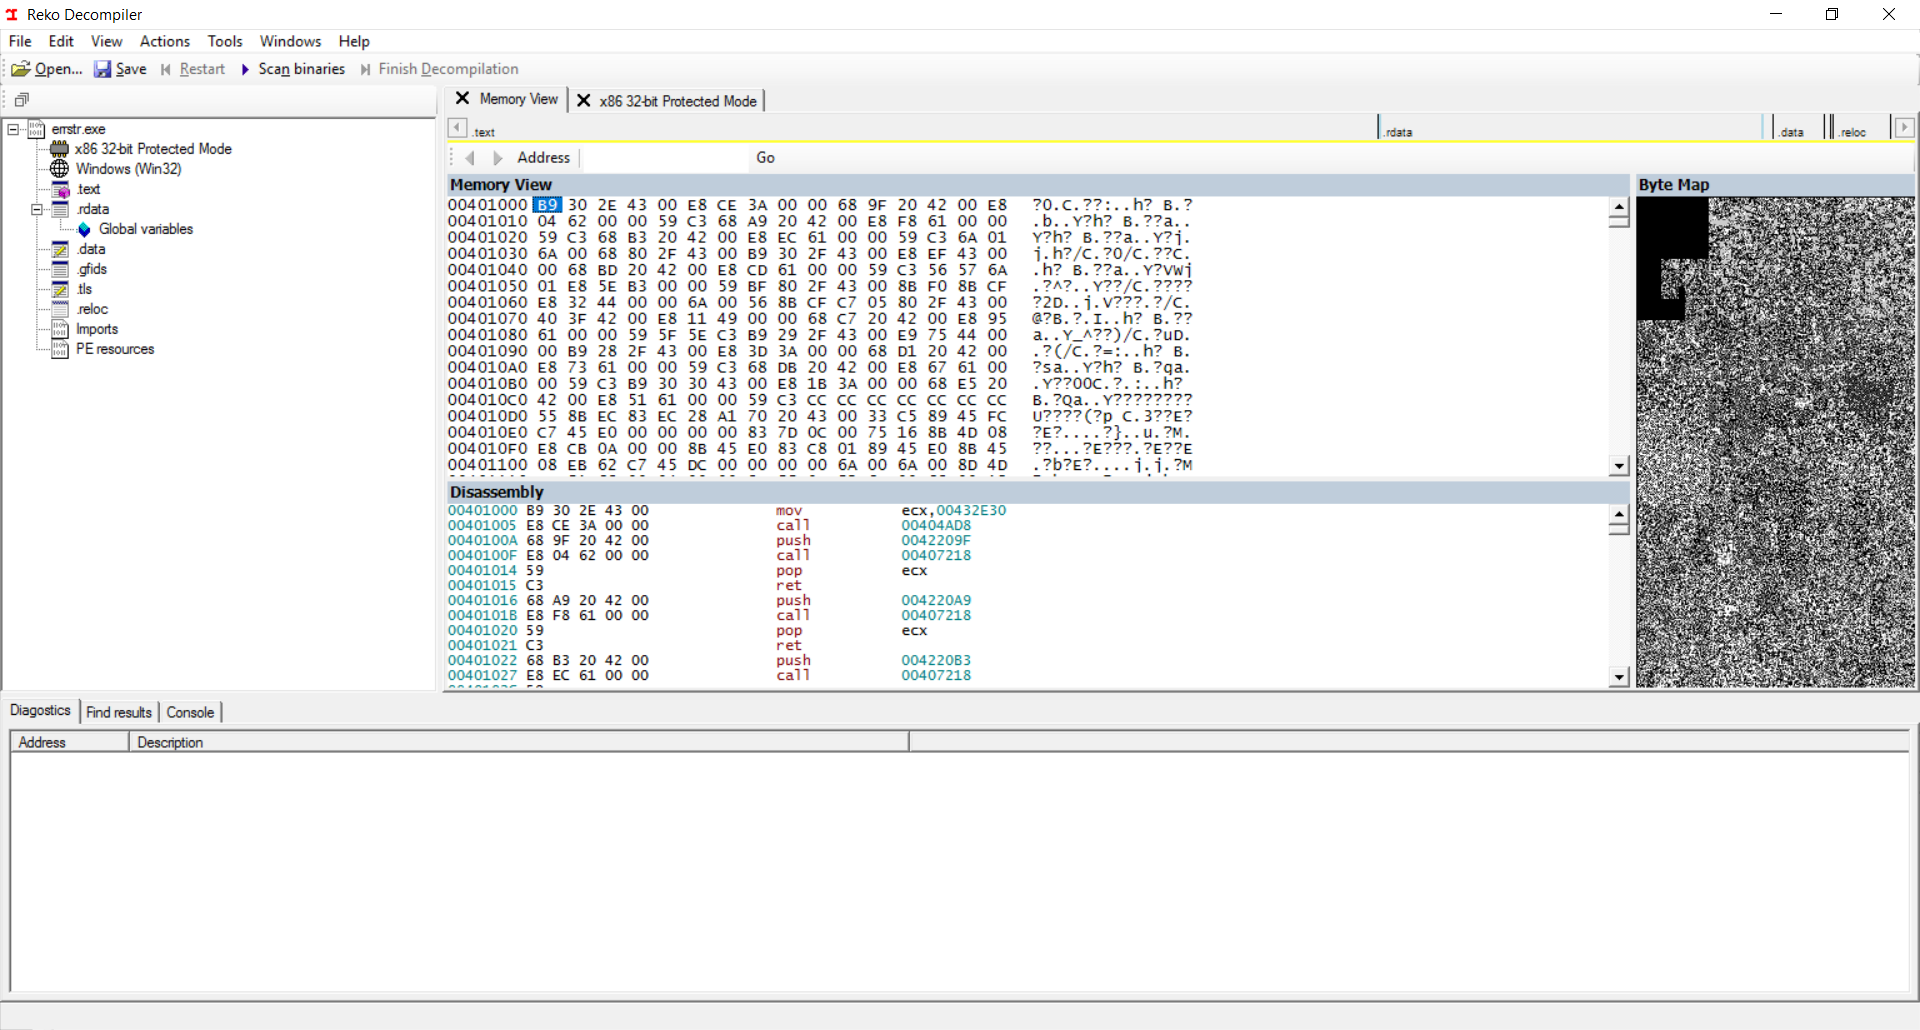 Reko Decompiler
File Edit View Actions Tools Windows Help
Open... Save Restart Scan binaries Finish Decompilation
errstr.exe
x86 32-bit Protected Mode
Windows (Win32)
.text
.rdata
Global variables
.data
.gfids
.tls
.reloc
Imports
PE resources
Memory View x86 32-bit Protected Mode
.text .rdata .data .reloc
Address Go
Memory View
00401000 B9 30 2E 43 00 E8 CE 3A 00 00 68 9F 20 42 00 E8 ?0.C.??:..h? B.?
00401010 04 62 00 00 59 C3 68 A9 20 42 00 E8 F8 61 00 00 .b..Y?h? B.??a..
00401020 59 C3 68 B3 20 42 00 E8 EC 61 00 00 59 C3 6A 01 Y?h? B.??a..Y?j.
00401030 6A 00 68 80 2F 43 00 B9 30 2F 43 00 E8 EF 43 00 j.h?/C.?0/C.??C.
00401040 00 68 BD 20 42 00 E8 CD 61 00 00 59 C3 56 57 6A .h? B.??a..Y?VWj
00401050 01 E8 5E B3 00 00 59 BF 80 2F 43 00 8B F0 8B CF .?^?..Y??/C.????
00401060 E8 32 44 00 00 6A 00 56 8B CF C7 05 80 2F 43 00 ?2D..j.V???.?/C.
00401070 40 3F 42 00 E8 11 49 00 00 68 C7 20 42 00 E8 95 @?B.?.I..h? B.??
00401080 61 00 00 59 5F 5E C3 B9 29 2F 43 00 E9 75 44 00 a..Y_^??)/C.?uD.
00401090 00 B9 28 2F 43 00 E8 3D 3A 00 00 68 D1 20 42 00 .?(/C.?=:..h? B.
004010A0 E8 73 61 00 00 59 C3 68 DB 20 42 00 E8 67 61 00 ?sa..Y?h? B.?ga.
004010B0 00 59 C3 B9 30 30 43 00 E8 1B 3A 00 00 68 E5 20 .Y??00C.?.:..h?
004010C0 42 00 E8 51 61 00 00 59 C3 CC CC CC CC CC CC CC B.?Qa..Y????????
004010D0 55 8B EC 83 EC 28 A1 70 20 43 00 33 C5 89 45 FC U????(?p C.3??E?
004010E0 C7 45 E0 00 00 00 00 83 7D 0C 00 75 16 8B 4D 08 ?E?....?}..u.?M.
004010F0 E8 CB 0A 00 00 8B 45 E0 83 C8 01 89 45 E0 8B 45 ??...?E???.?E??E
00401100 08 EB 62 C7 45 DC 00 00 00 00 6A 00 6A 00 8D 4D .?b?E?....j.j.?M
Byte Map
Disassembly
00401000 B9 30 2E 43 00 mov ecx,00432E30
00401005 E8 CE 3A 00 00 call 00404AD8
0040100A 68 9F 20 42 00 push 0042209F
0040100F E8 04 62 00 00 call 00407218
00401014 59 pop ecx
00401015 C3 ret
00401016 68 A9 20 42 00 push 004220A9
0040101B E8 F8 61 00 00 call 00407218
00401020 59 pop ecx
00401021 C3 ret
00401022 68 B3 20 42 00 push 004220B3
00401027 E8 EC 61 00 00 call 00407218
Diagostics Find results Console
Address Description